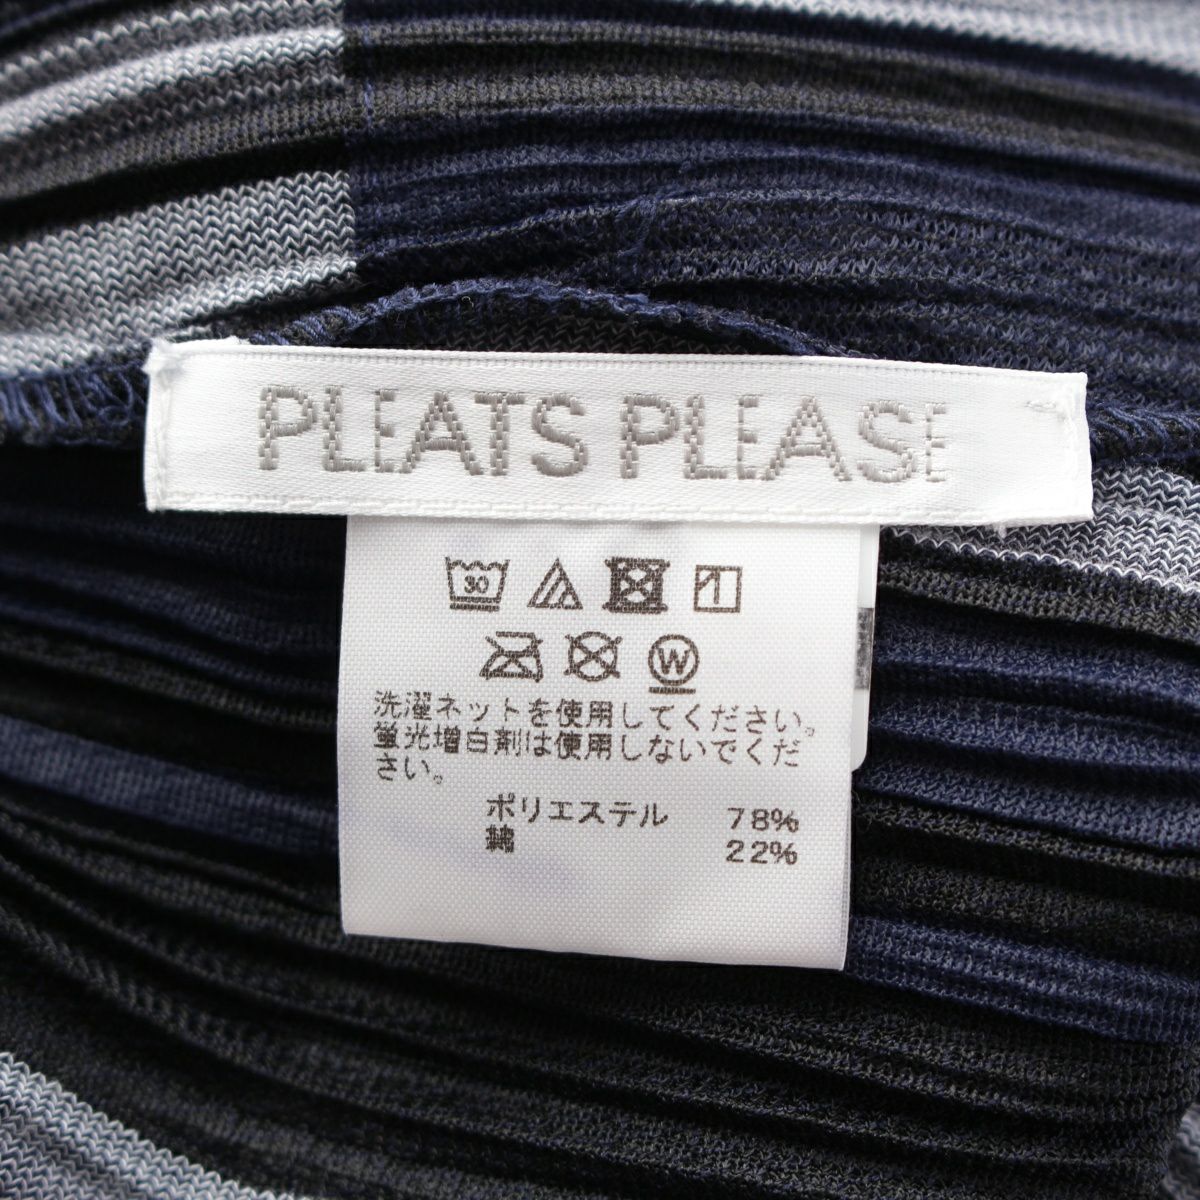 PLEATS PLEASE
30
W
洗濯ネットを使用してください。
蛍光増白剤は使用しないでくだ
さい。
ポリエステル 78%
綿 22%